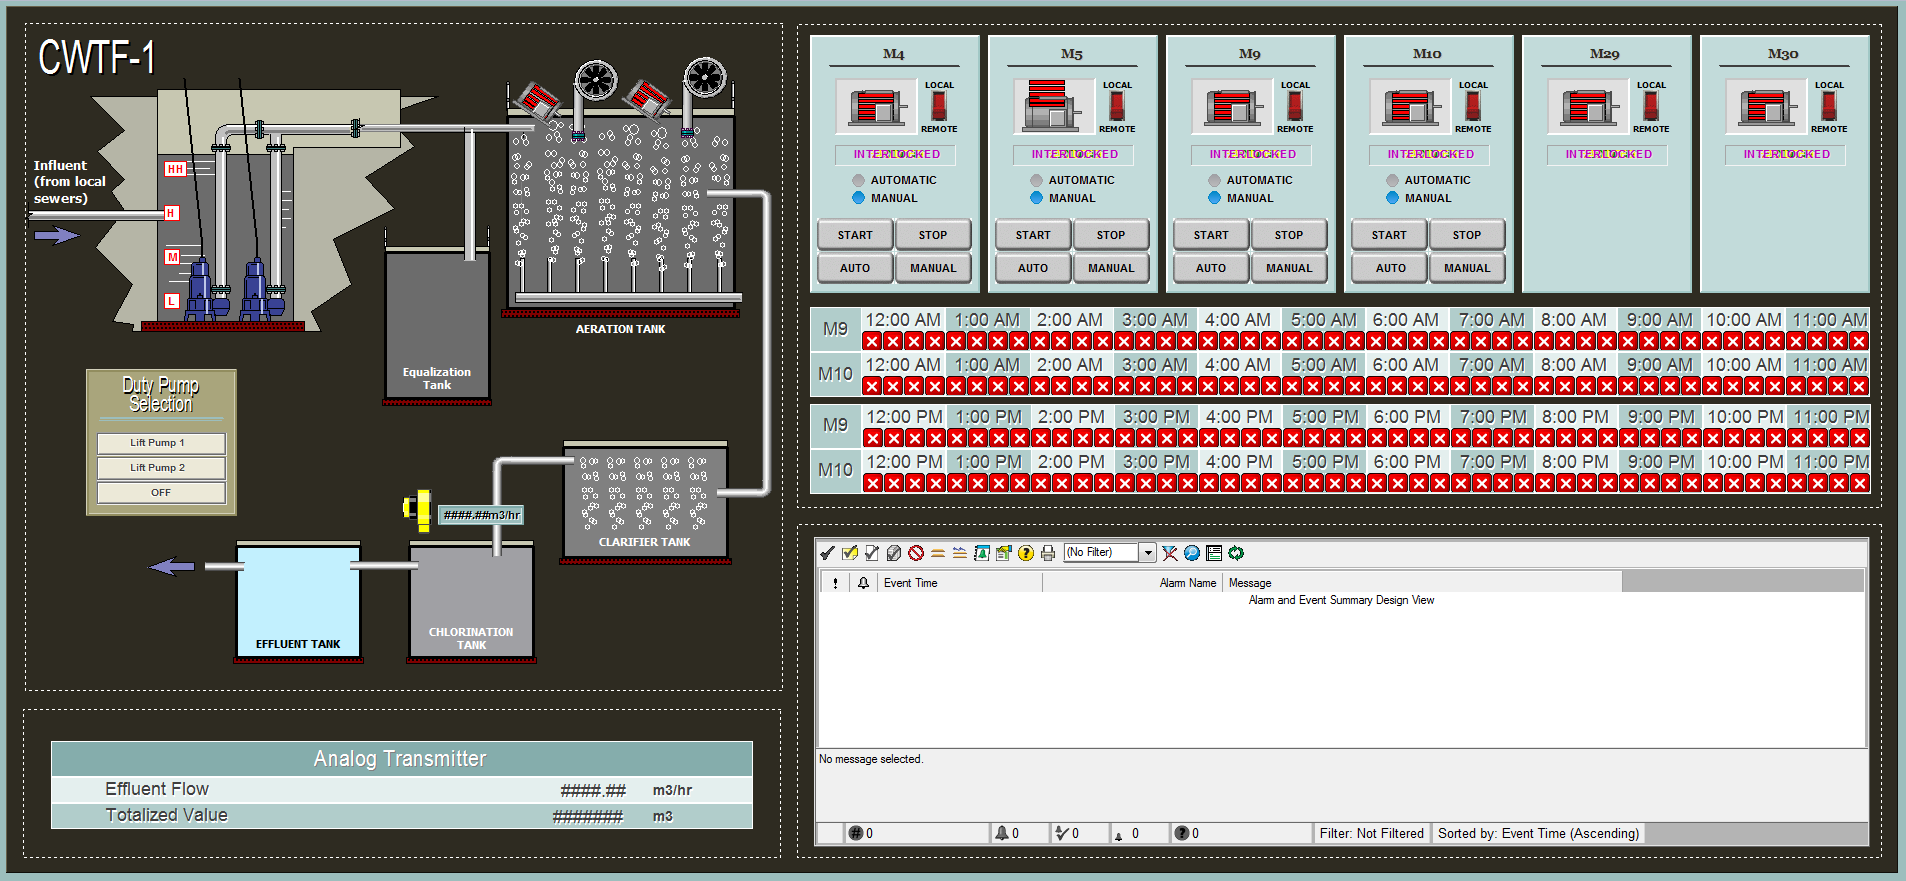 CWTF-1
Influent
(from local
sewers)
HH
H
M
L
AERATION TANK
Equalization
Tank
Duty Pump
Selection
Lift Pump 1
Lift Pump 2
OFF
####.##m3/hr
CLARIFIER TANK
EFFLUENT TANK
CHLORINATION
TANK
Analog Transmitter
Effluent Flow ####.## m3/hr
Totalized Value ####### m3
M4 M5 M9 M10 M29 M30
LOCAL LOCAL LOCAL LOCAL LOCAL LOCAL
REMOTE REMOTE REMOTE REMOTE REMOTE REMOTE
INTERLOCKED INTERLOCKED INTERLOCKED INTERLOCKED INTERLOCKED INTERLOCKED
AUTOMATIC AUTOMATIC AUTOMATIC AUTOMATIC
MANUAL MANUAL MANUAL MANUAL
START STOP START STOP START STOP START STOP
AUTO MANUAL AUTO MANUAL AUTO MANUAL AUTO MANUAL
M9 12:00 AM 1:00 AM 2:00 AM 3:00 AM 4:00 AM 5:00 AM 6:00 AM 7:00 AM 8:00 AM 9:00 AM 10:00 AM 11:00 AM
M10 12:00 AM 1:00 AM 2:00 AM 3:00 AM 4:00 AM 5:00 AM 6:00 AM 7:00 AM 8:00 AM 9:00 AM 10:00 AM 11:00 AM
M9 12:00 PM 1:00 PM 2:00 PM 3:00 PM 4:00 PM 5:00 PM 6:00 PM 7:00 PM 8:00 PM 9:00 PM 10:00 PM 11:00 PM
M10 12:00 PM 1:00 PM 2:00 PM 3:00 PM 4:00 PM 5:00 PM 6:00 PM 7:00 PM 8:00 PM 9:00 PM 10:00 PM 11:00 PM
(No Filter)
! Event Time Alarm Name Message
Alarm and Event Summary Design View
No message selected.
# 0 0 0 0 ? 0 Filter: Not Filtered Sorted by: Event Time (Ascending)